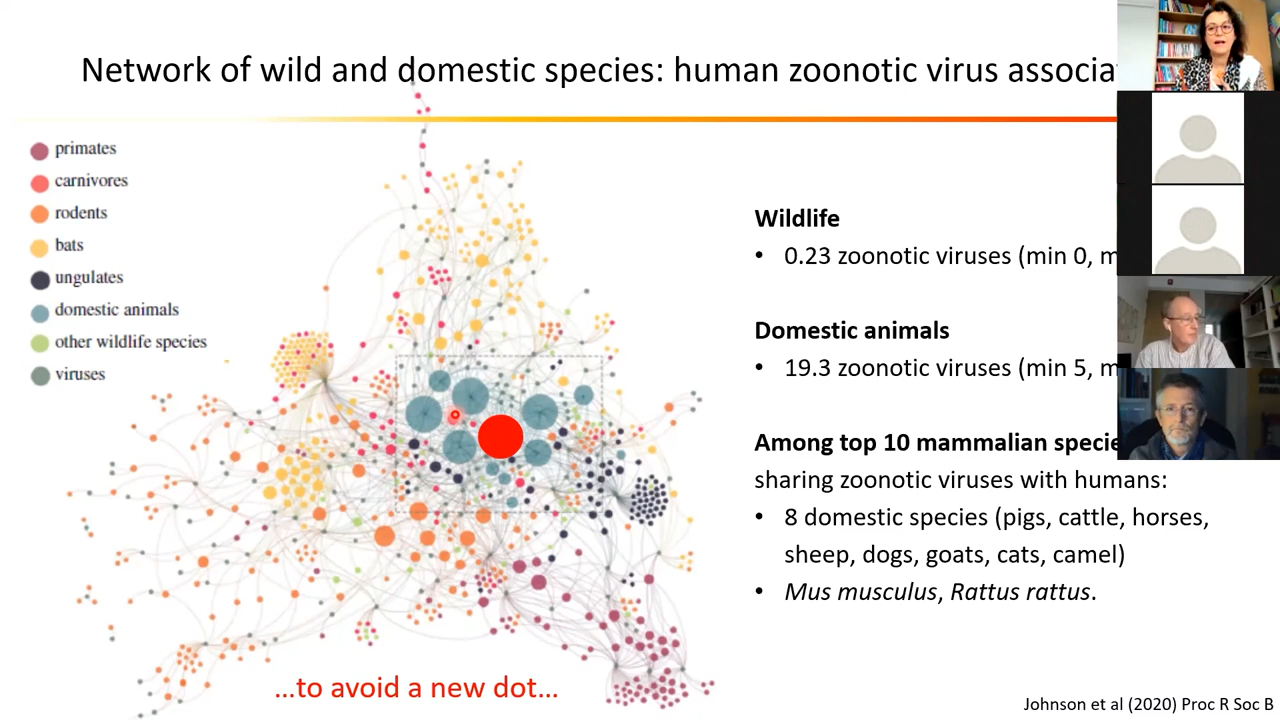 Network of wild and domestic species: human zoonotic virus
primates
carnivores
rodents
bats
ungulates
domestic animals
other wildlife species
viruses
Wildlife
• 0.23 zoonotic viruses (min 0,
Domestic animals
• 19.3 zoonotic viruses (min 5,
Among top 10 mammalian
sharing zoonotic viruses with humans:
• 8 domestic species (pigs, cattle, horses,
sheep, dogs, goats, cats, camel)
• Mus musculus, Rattus rattus.
...to avoid a new dot...
Johnson et al (2020) Proc R Soc B